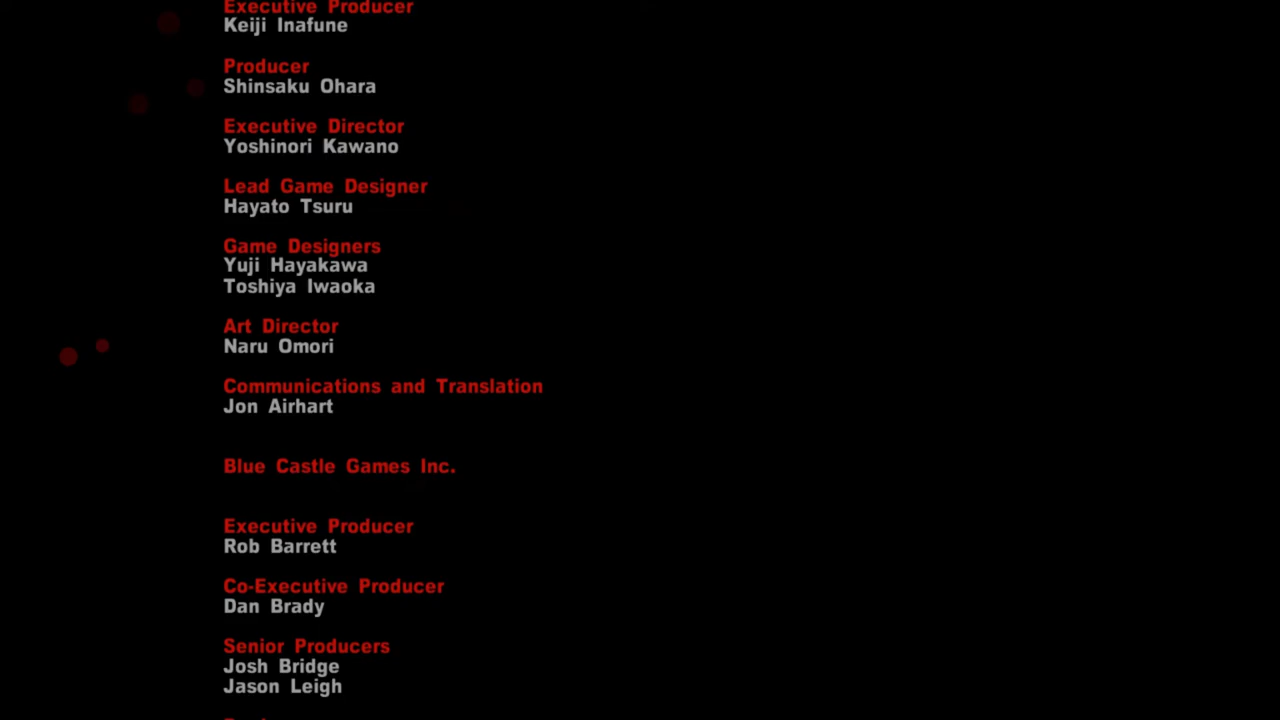 Executive Producer
Keiji Inafune
Producer
Shinsaku Ohara
Executive Director
Yoshinori Kawano
Lead Game Designer
Hayato Tsuru
Game Designers
Yuji Hayakawa
Toshiya Iwaoka
Art Director
Naru Omori
Communications and Translation
Jon Airhart
Blue Castle Games Inc.
Executive Producer
Rob Barrett
Co-Executive Producer
Dan Brady
Senior Producers
Josh Bridge
Jason Leigh